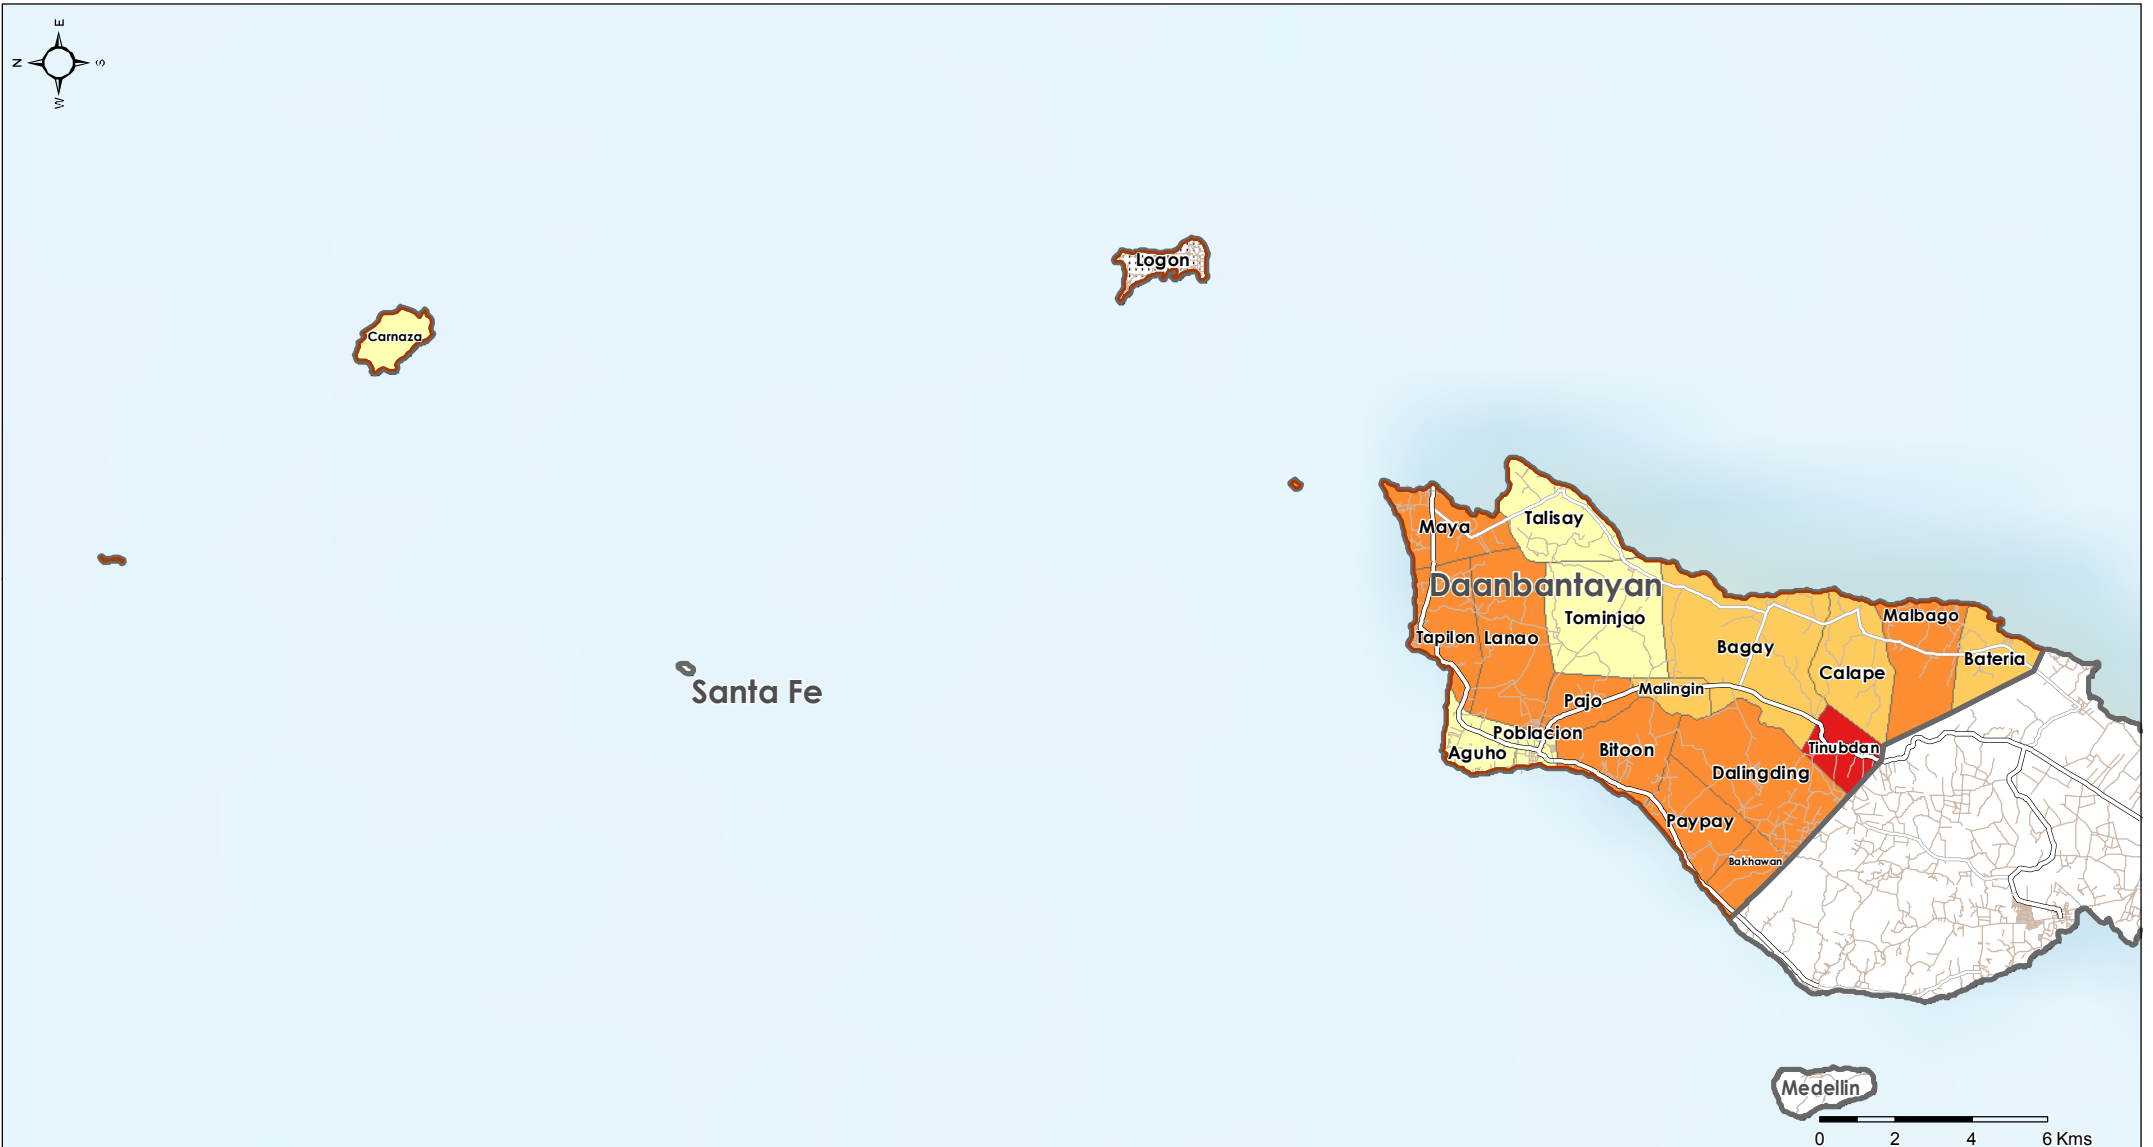 E
N
S
W
Logon
Carnaza
Talisay
Maya
Daanbantayan
Tominjao
Malbago
Tapilon
Lanao
Bagay
Bateria
Calape
Santa Fe
Malingin
Pajo
Poblacion
Tinubdan
Aguho
Bitoon
Dalingding
Paypay
Bakhawan
Medellin
0 2 4 6 Kms